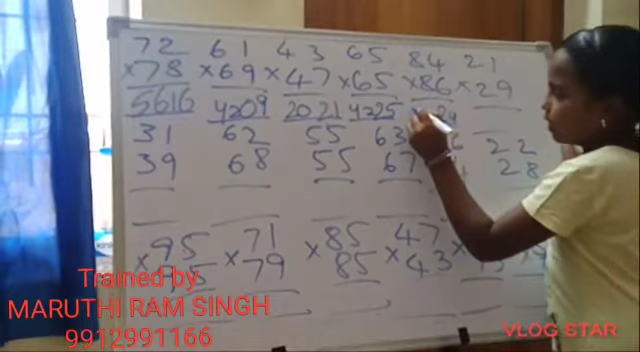 72 61 43 65 84 21
×78 ×69 ×47 ×65 ×86 ×29
5616 4209 2021 4225
31 62 55 63 22
39 68 55 67 28
95 71 85 47
× ×79 ×85 ×43
Trained by
MARUTHI RAM SINGH
9912991166
VLOG STAR